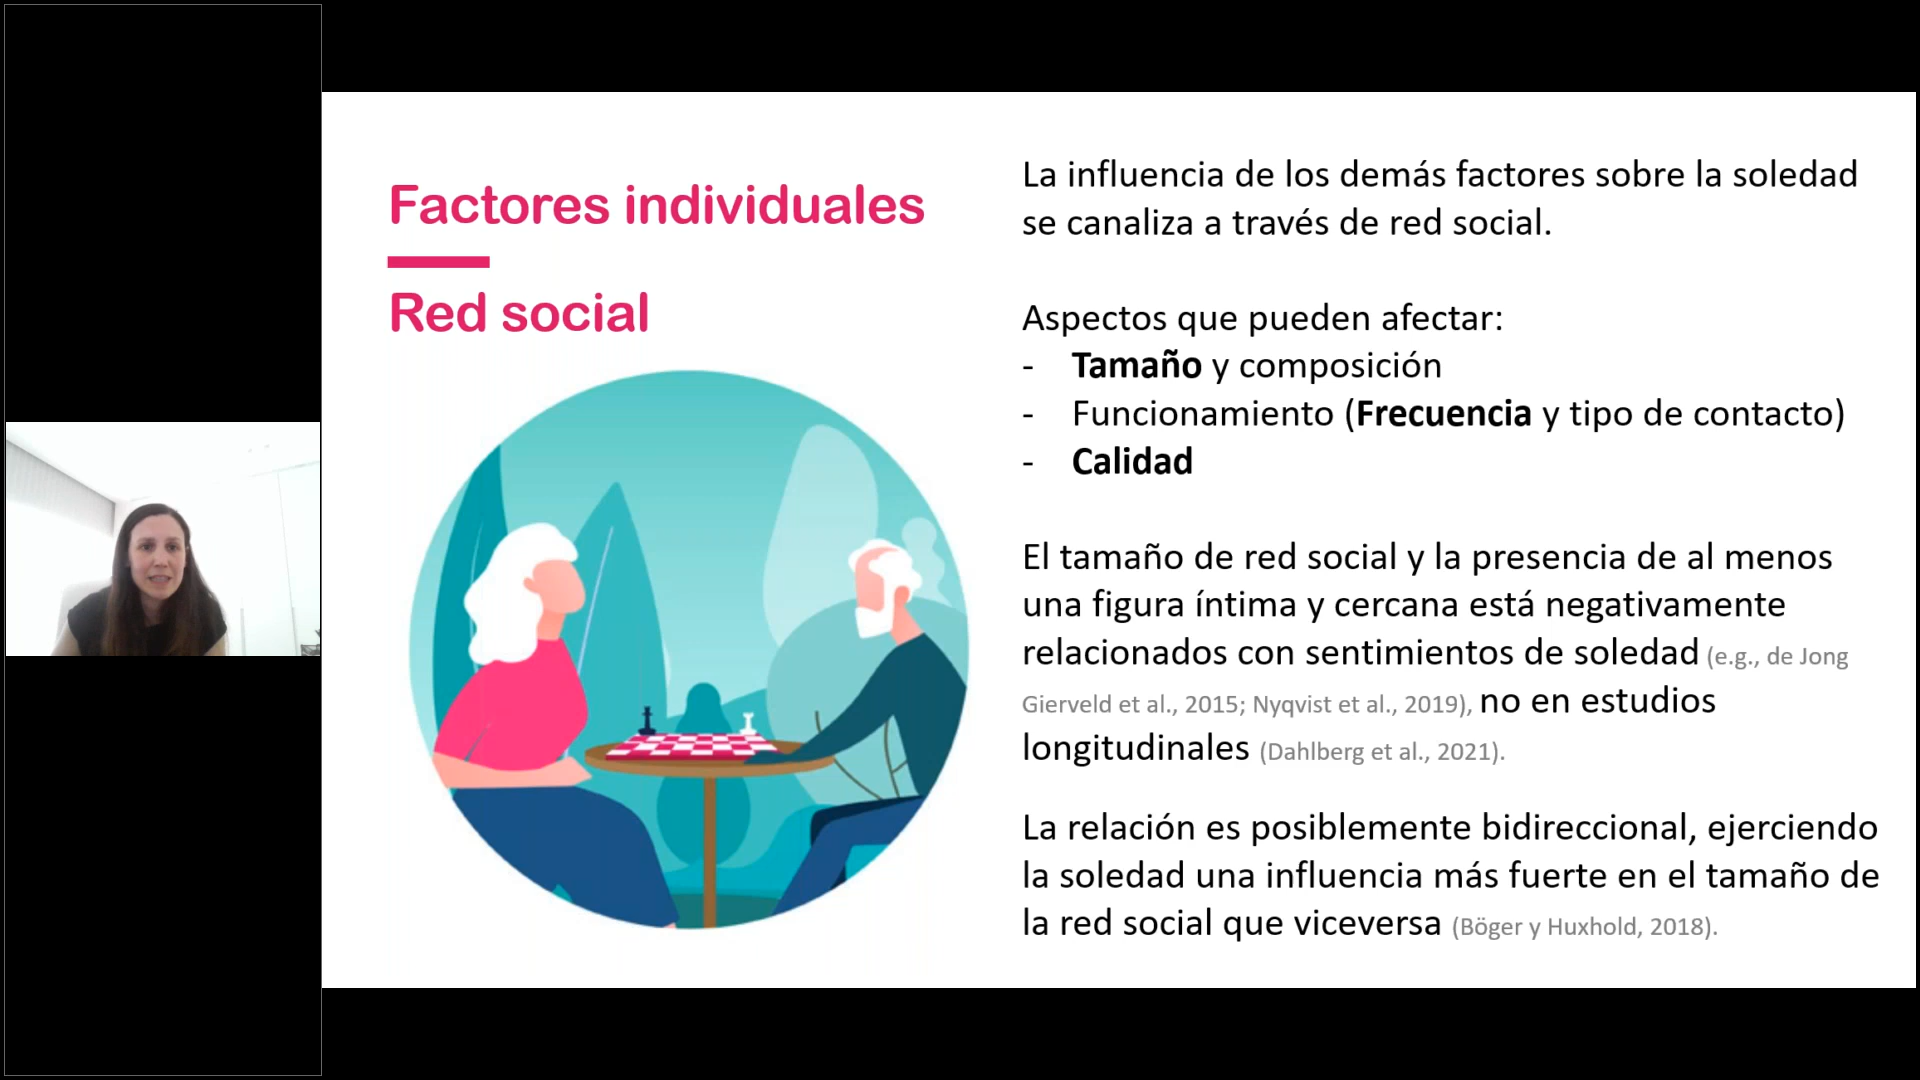 Factores individuales
Red social
La influencia de los demás factores sobre la soledad
se canaliza a través de red social.
Aspectos que pueden afectar:
- Tamaño y composición
- Funcionamiento (Frecuencia y tipo de contacto)
- Calidad
El tamaño de red social y la presencia de al menos
una figura íntima y cercana está negativamente
relacionados con sentimientos de soledad (e.g., de Jong
Gierveld et al., 2015; Nyqvist et al., 2019), no en estudios
longitudinales (Dahlberg et al., 2021).
La relación es posiblemente bidireccional, ejerciendo
la soledad una influencia más fuerte en el tamaño de
la red social que viceversa (Böger y Huxhold, 2018).